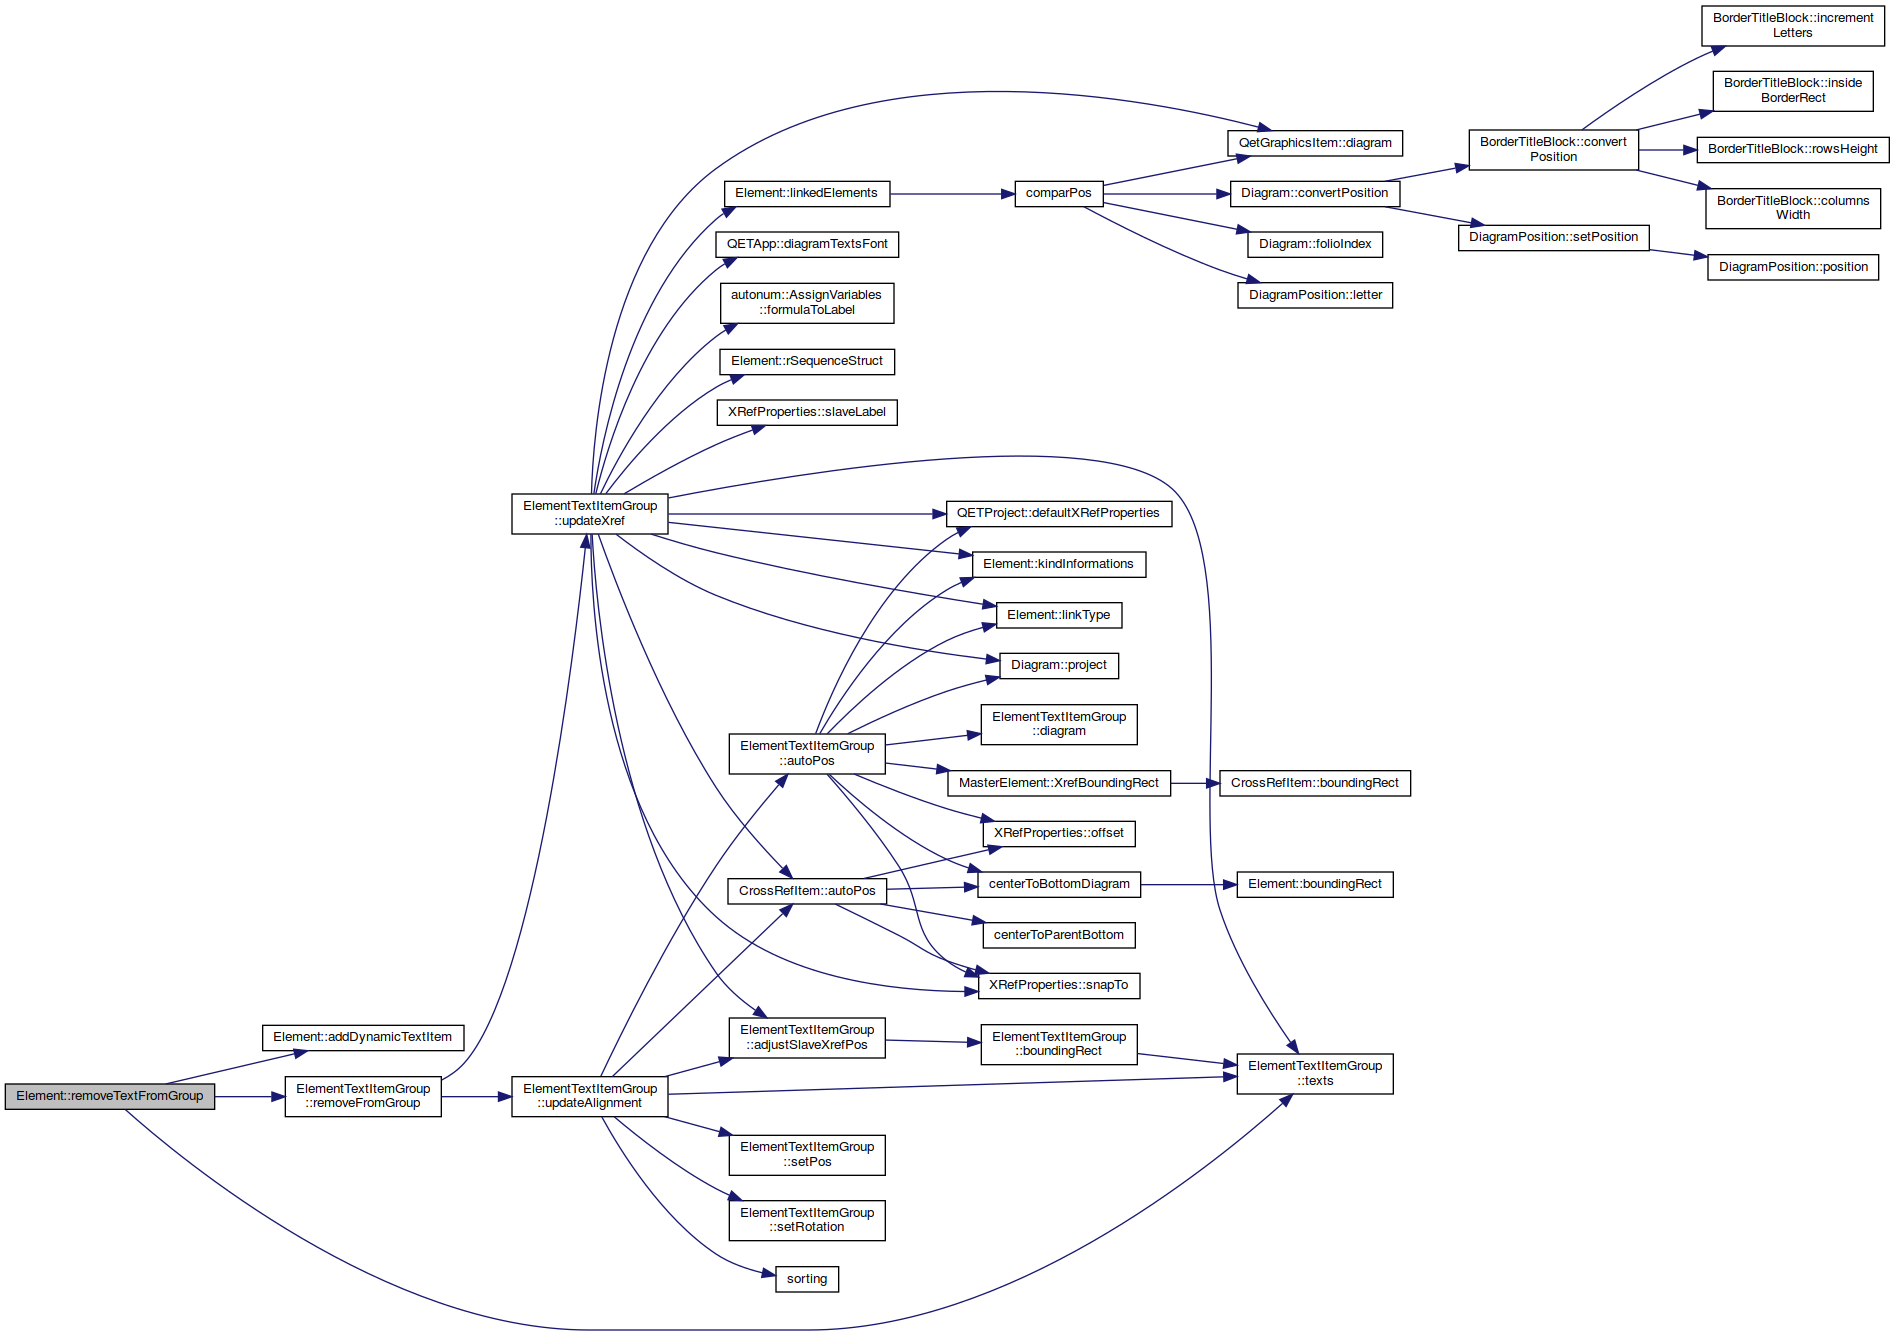 BorderTitleBlock::increment
Letters
BorderTitleBlock::inside
BorderRect
QetGraphicsItem::diagram
BorderTitleBlock::convert
Position
BorderTitleBlock::rowsHeight
Element::linkedElements
comparPos
Diagram::convertPosition
BorderTitleBlock::columns
Width
QETApp::diagramTextsFont
Diagram::folioIndex
DiagramPosition::setPosition
DiagramPosition::position
autonum::AssignVariables
::formulaToLabel
DiagramPosition::letter
Element::rSequenceStruct
XRefProperties::slaveLabel
ElementTextItemGroup
::updateXref
QETProject::defaultXRefProperties
Element::kindInformations
Element::linkType
Diagram::project
ElementTextItemGroup
::diagram
ElementTextItemGroup
::autoPos
MasterElement::XrefBoundingRect
CrossRefItem::boundingRect
XRefProperties::offset
CrossRefItem::autoPos
centerToBottomDiagram
Element::boundingRect
centerToParentBottom
XRefProperties::snapTo
Element::addDynamicTextItem
ElementTextItemGroup
::adjustSlaveXrefPos
ElementTextItemGroup
::boundingRect
ElementTextItemGroup
::texts
Element::removeTextFromGroup
ElementTextItemGroup
::removeFromGroup
ElementTextItemGroup
::updateAlignment
ElementTextItemGroup
::setPos
ElementTextItemGroup
::setRotation
sorting